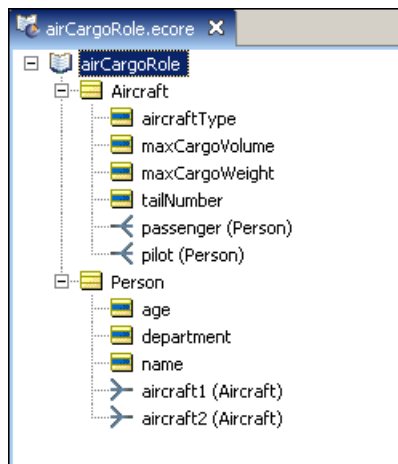 airCargoRole.ecore
airCargoRole
Aircraft
aircraftType
maxCargoVolume
maxCargoWeight
tailNumber
passenger (Person)
pilot (Person)
Person
age
department
name
aircraft1 (Aircraft)
aircraft2 (Aircraft)